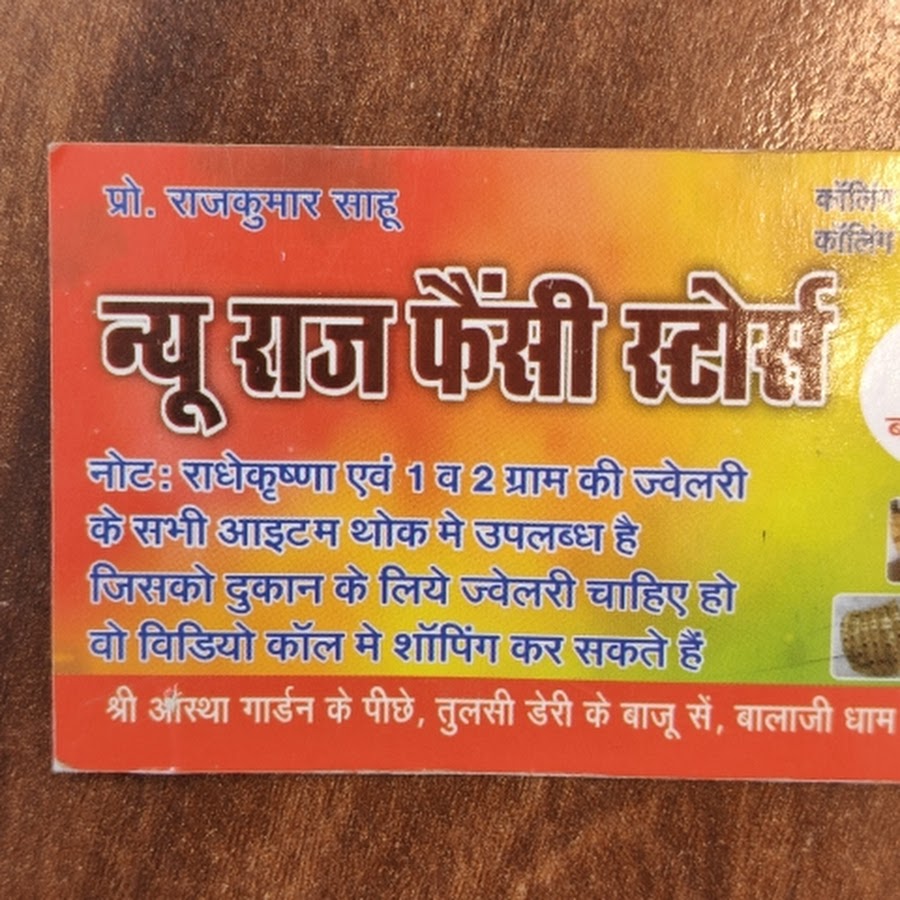 प्रो. राजकुमार साहू
कॉलिंग
कॉलिंग
न्यू राज फैंसी स्टोर्स
नोट: राधेकृष्णा एवं 1 व 2 ग्राम की ज्वेलरी
के सभी आइटम थोक मे उपलब्ध है
जिसको दुकान के लिये ज्वेलरी चाहिए हो
वो विडियो कॉल मे शॉपिंग कर सकते हैं
श्री आस्था गार्डन के पीछे, तुलसी डेरी के बाजू सें, बालाजी धाम